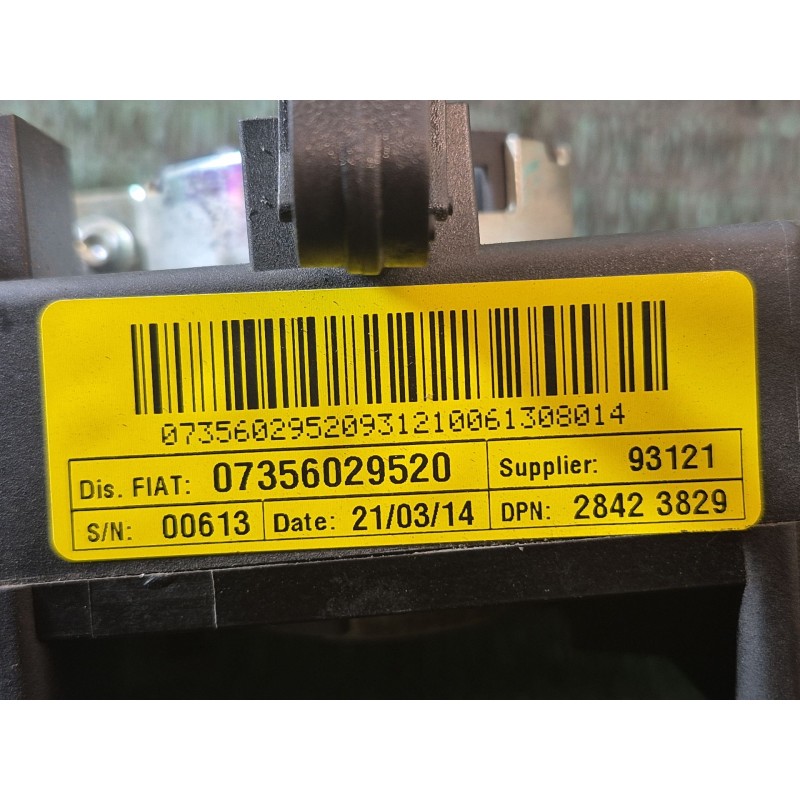 07356029520931210061308014
Dis. FIAT: 07356029520 Supplier: 93121
S/N: 00613 Date: 21/03/14 DPN: 2842 3829